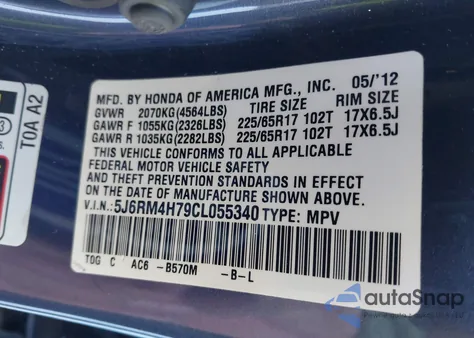 MFD. BY HONDA OF AMERICA MFG., INC. 05/'12
GVWR 2070KG(4564LBS) TIRE SIZE RIM SIZE
GAWR F 1055KG(2326LBS) 225/65R17 102T 17X6.5J
GAWR R 1035KG(2282LBS) 225/65R17 102T 17X6.5J
THIS VEHICLE CONFORMS TO ALL APPLICABLE
FEDERAL MOTOR VEHICLE SAFETY
AND THEFT PREVENTION STANDARDS IN EFFECT
ON THE DATE OF MANUFACTURE SHOWN ABOVE.
V.I.N.: 5J6RM4H79CL055340 TYPE: MPV
TOG C AC6 -B570M -B-L
T0A A2
3
autoSnap